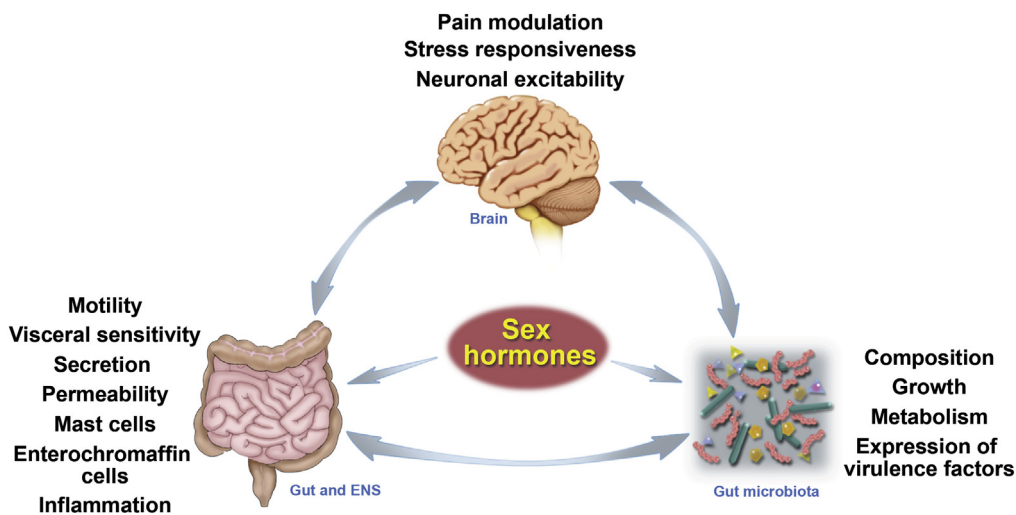 Pain modulation
Stress responsiveness
Neuronal excitability
Brain
Motility
Visceral sensitivity
Secretion
Permeability
Mast cells
Enterochromaffin
cells
Inflammation
Gut and ENS
Sex
hormones
Composition
Growth
Metabolism
Expression of
virulence factors
Gut microbiota